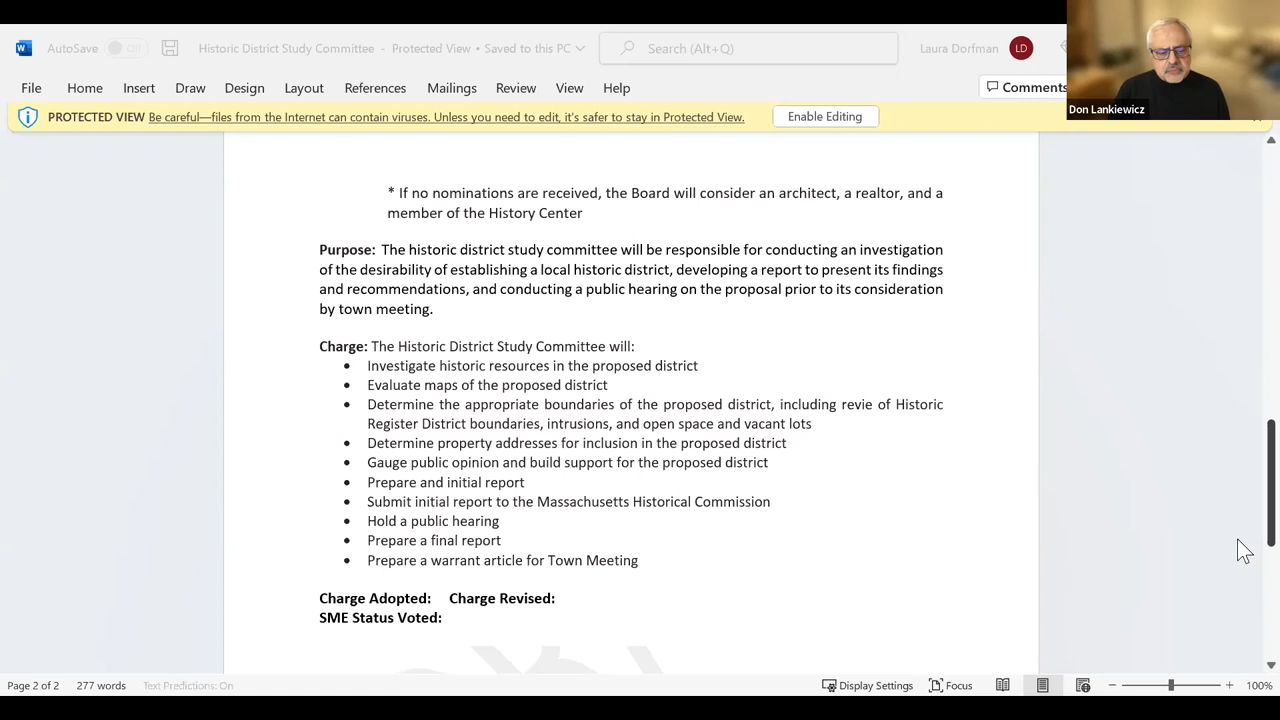 AutoSave Off Historic District Study Committee - Protected View • Saved to this PC Search (Alt+Q) Laura Dorfman LD
File Home Insert Draw Design Layout References Mailings Review View Help Comments
Don Lankiewicz
PROTECTED VIEW Be careful—files from the Internet can contain viruses. Unless you need to edit, it's safer to stay in Protected View. Enable Editing
* If no nominations are received, the Board will consider an architect, a realtor, and a
member of the History Center
Purpose: The historic district study committee will be responsible for conducting an investigation
of the desirability of establishing a local historic district, developing a report to present its findings
and recommendations, and conducting a public hearing on the proposal prior to its consideration
by town meeting.
Charge: The Historic District Study Committee will:
• Investigate historic resources in the proposed district
• Evaluate maps of the proposed district
• Determine the appropriate boundaries of the proposed district, including revie of Historic
Register District boundaries, intrusions, and open space and vacant lots
• Determine property addresses for inclusion in the proposed district
• Gauge public opinion and build support for the proposed district
• Prepare and initial report
• Submit initial report to the Massachusetts Historical Commission
• Hold a public hearing
• Prepare a final report
• Prepare a warrant article for Town Meeting
Charge Adopted: Charge Revised:
SME Status Voted:
Page 2 of 2 277 words Text Predictions: On Display Settings Focus 100%